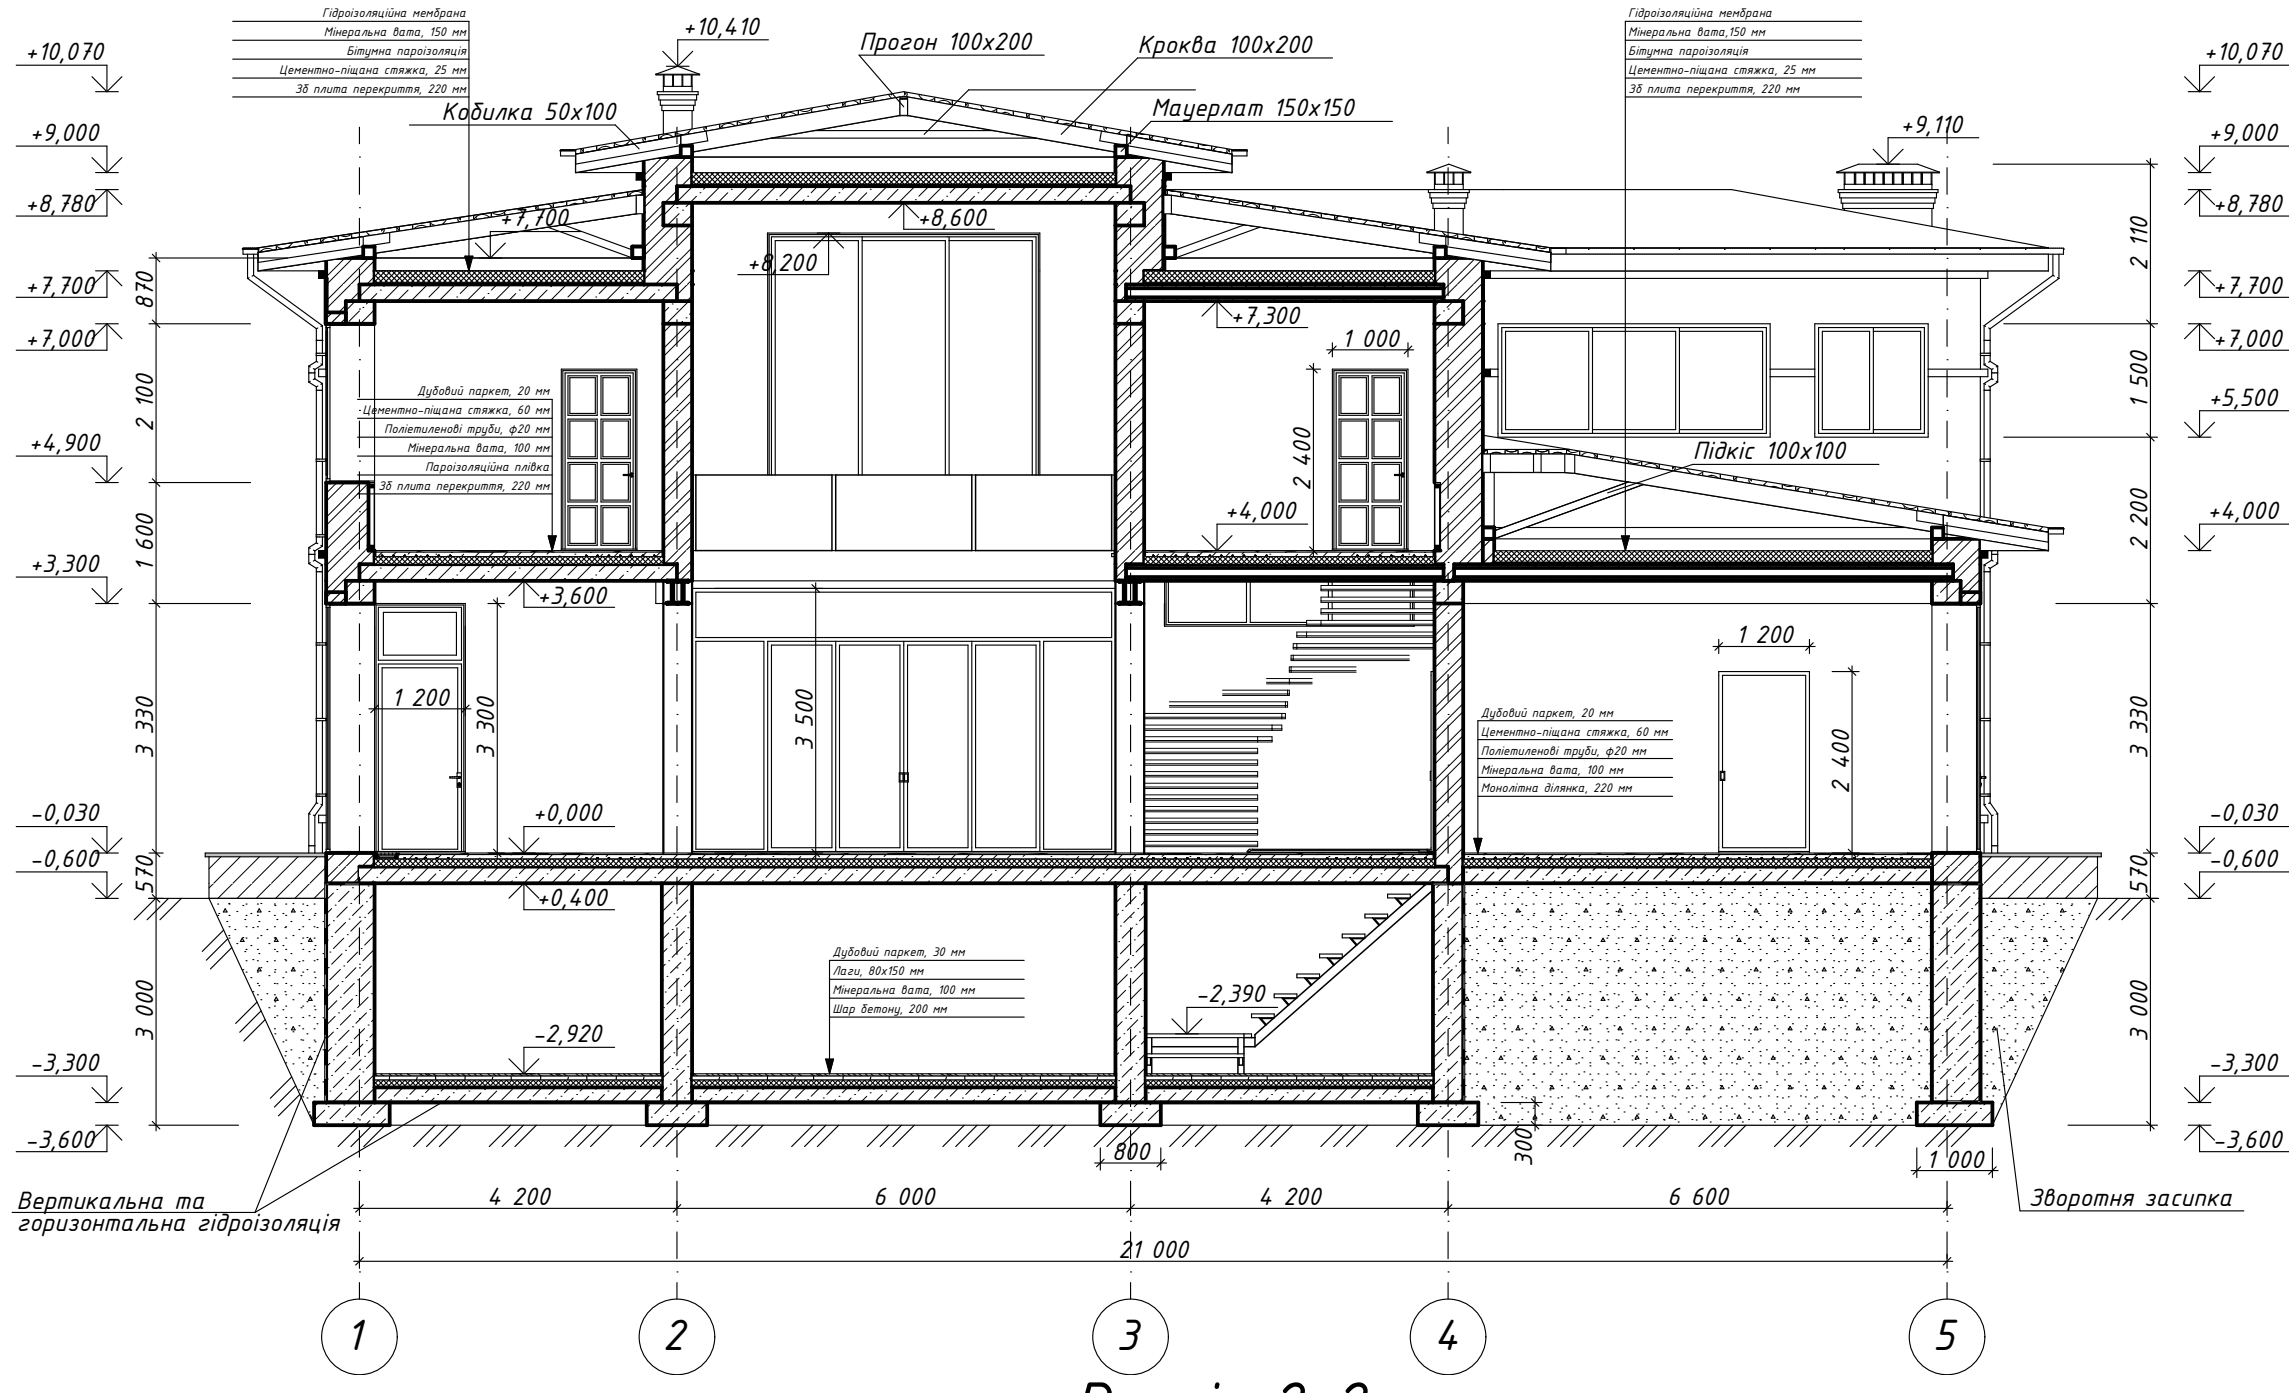 Гідроізоляційна мембрана
Мінеральна вата, 150 мм
Бітумна пароізоляція
Цементно-піщана стяжка, 25 мм
Зб плита перекриття, 220 мм
+10,410
Прогон 100х200
Кроква 100х200
Кобилка 50х100
Мауерлат 150х150
Гідроізоляційна мембрана
Мінеральна вата,150 мм
Бітумна пароізоляція
Цементно-піщана стяжка, 25 мм
Зб плита перекриття, 220 мм
+9,110
+10,070
+9,000
+8,780
+7,700
+7,000
+4,900
+3,300
-0,030
-0,600
-3,300
-3,600
870
2 100
1 600
3 330
570
3 000
+7,700
+8,600
+8,200
+7,300
1 000
2 400
+4,000
Дубовий паркет, 20 мм
Цементно-піщана стяжка, 60 мм
Поліетиленові труби, ф20 мм
Мінеральна вата, 100 мм
Пароізоляційна плівка
Зб плита перекриття, 220 мм
Підкіс 100х100
+3,600
1 200
3 300
3 500
+0,000
1 200
2 400
Дубовий паркет, 20 мм
Цементно-піщана стяжка, 60 мм
Поліетиленові труби, ф20 мм
Мінеральна вата, 100 мм
Монолітна ділянка, 220 мм
+0,400
-2,920
Дубовий паркет, 30 мм
Лаги, 80х150 мм
Мінеральна вата, 100 мм
Шар бетону, 200 мм
-2,390
+10,070
+9,000
+8,780
+7,700
+7,000
+5,500
+4,000
-0,030
-0,600
-3,300
-3,600
2 110
1 500
2 200
3 330
570
3 000
800
300
1 000
Вертикальна та
горизонтальна гідроізоляція
Зворотня засипка
4 200
6 000
4 200
6 600
21 000
1
2
3
4
5